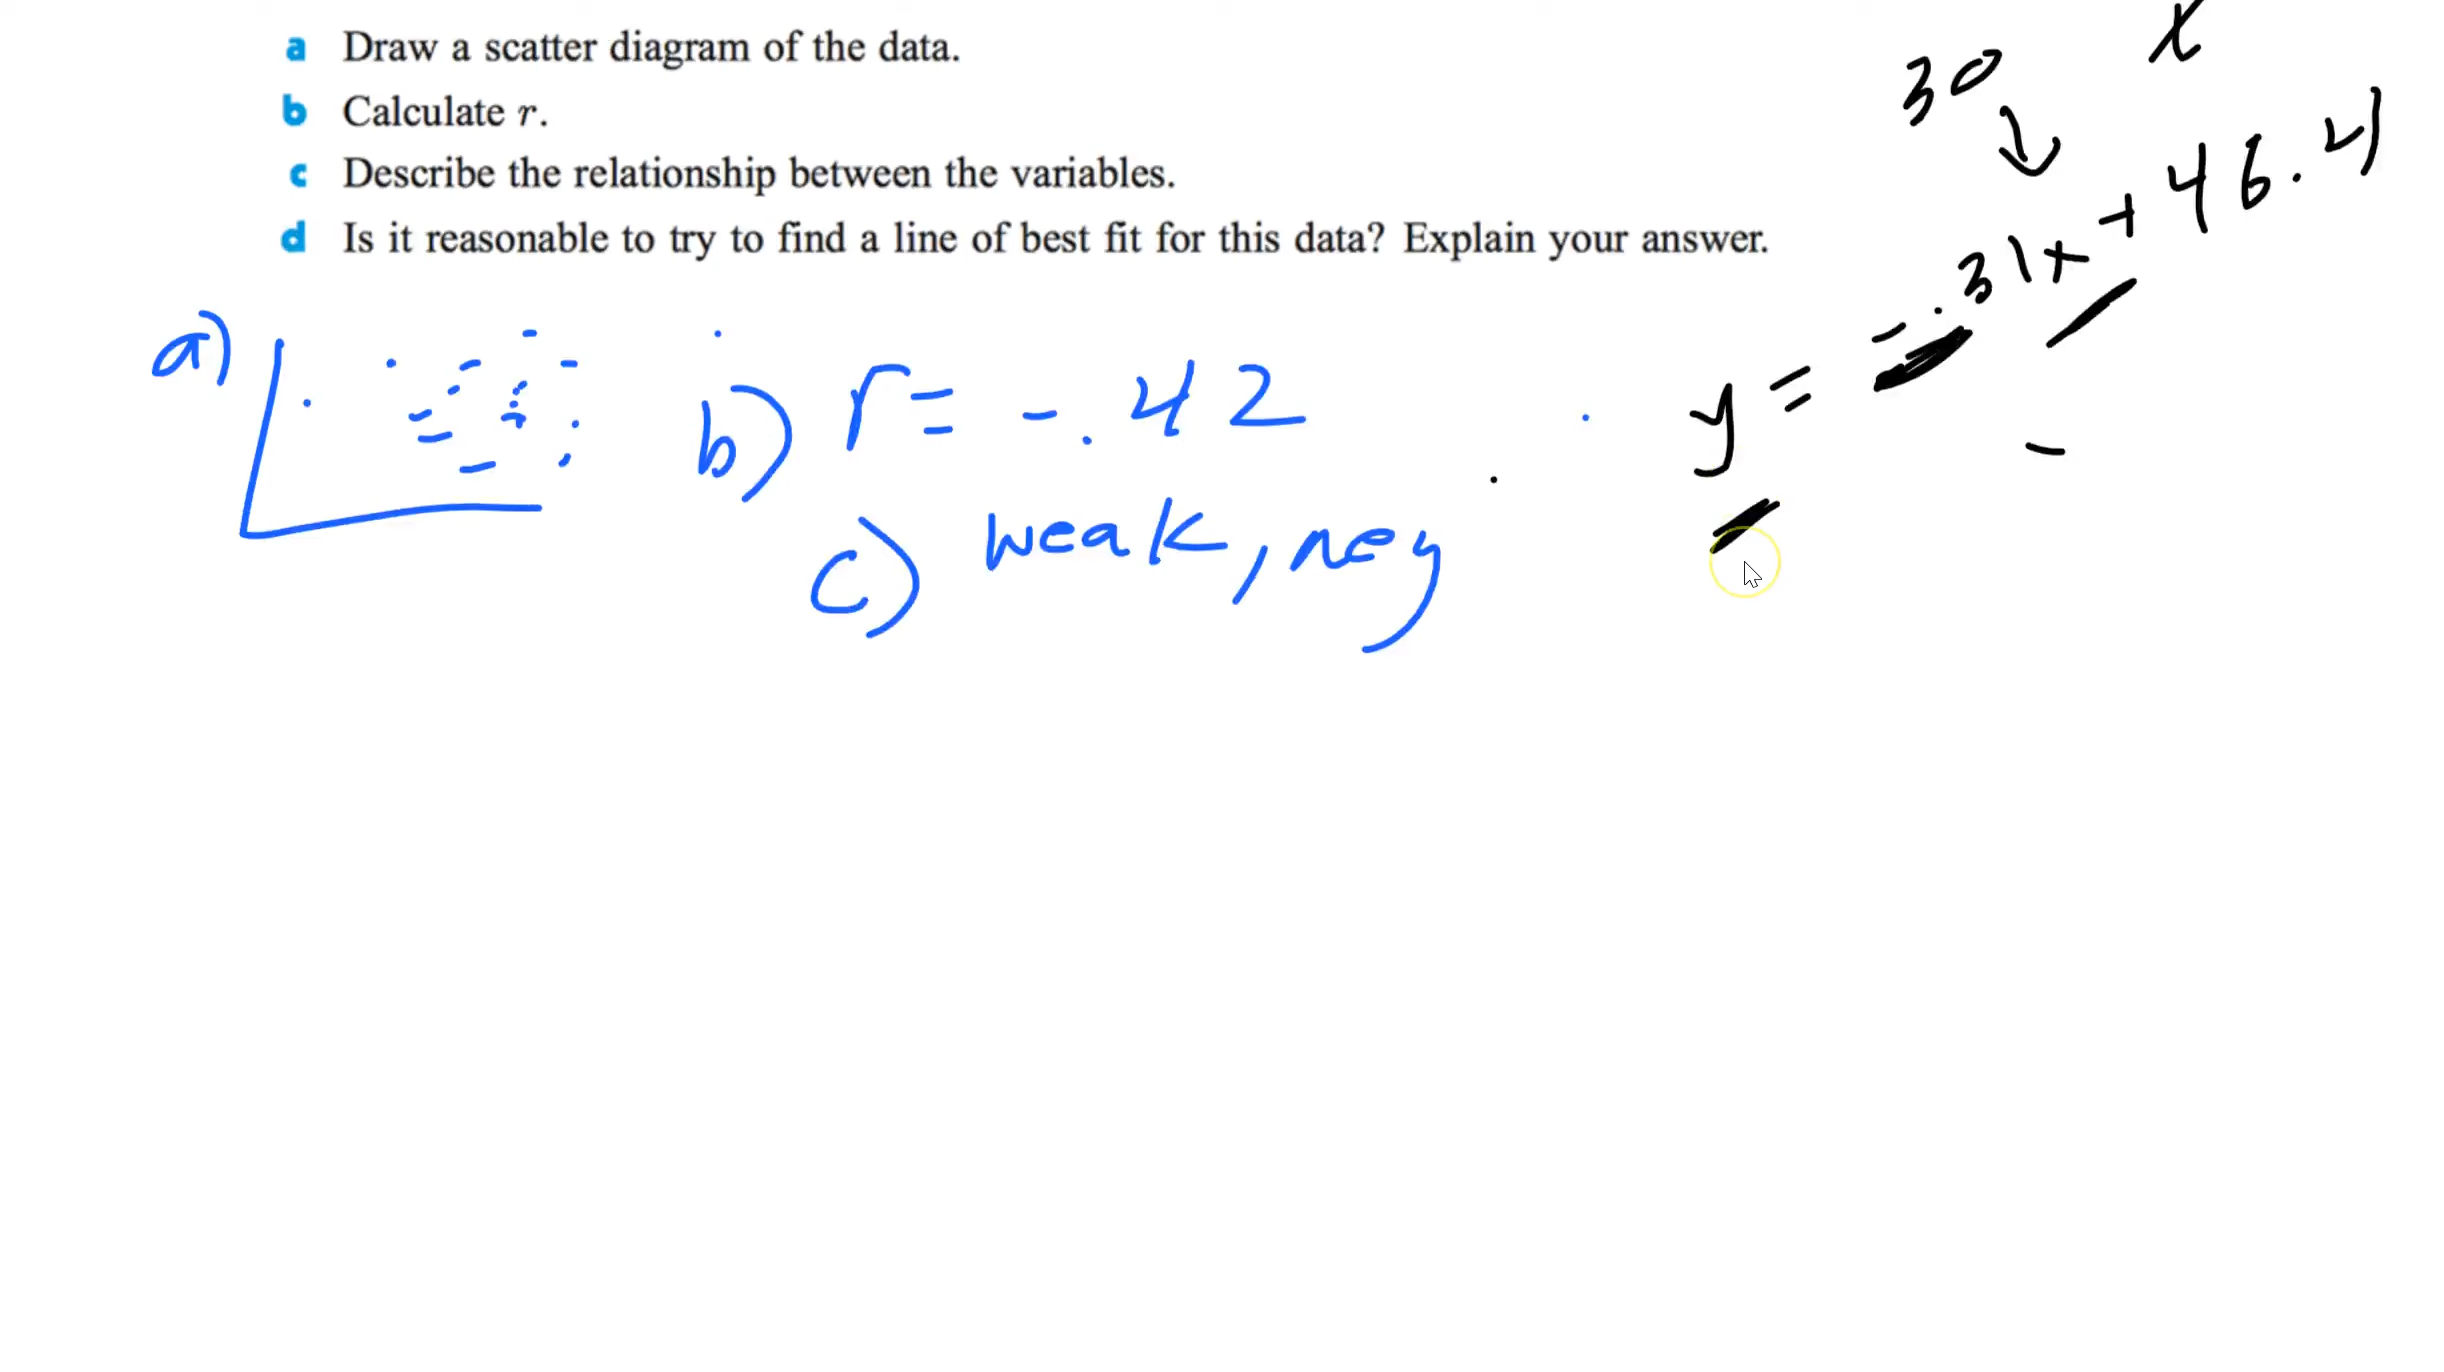 a Draw a scatter diagram of the data.
b Calculate r.
c Describe the relationship between the variables.
d Is it reasonable to try to find a line of best fit for this data? Explain your answer.
x
30
y = -.31x + 46.4
a)
b) r = -.42
c) weak, neg